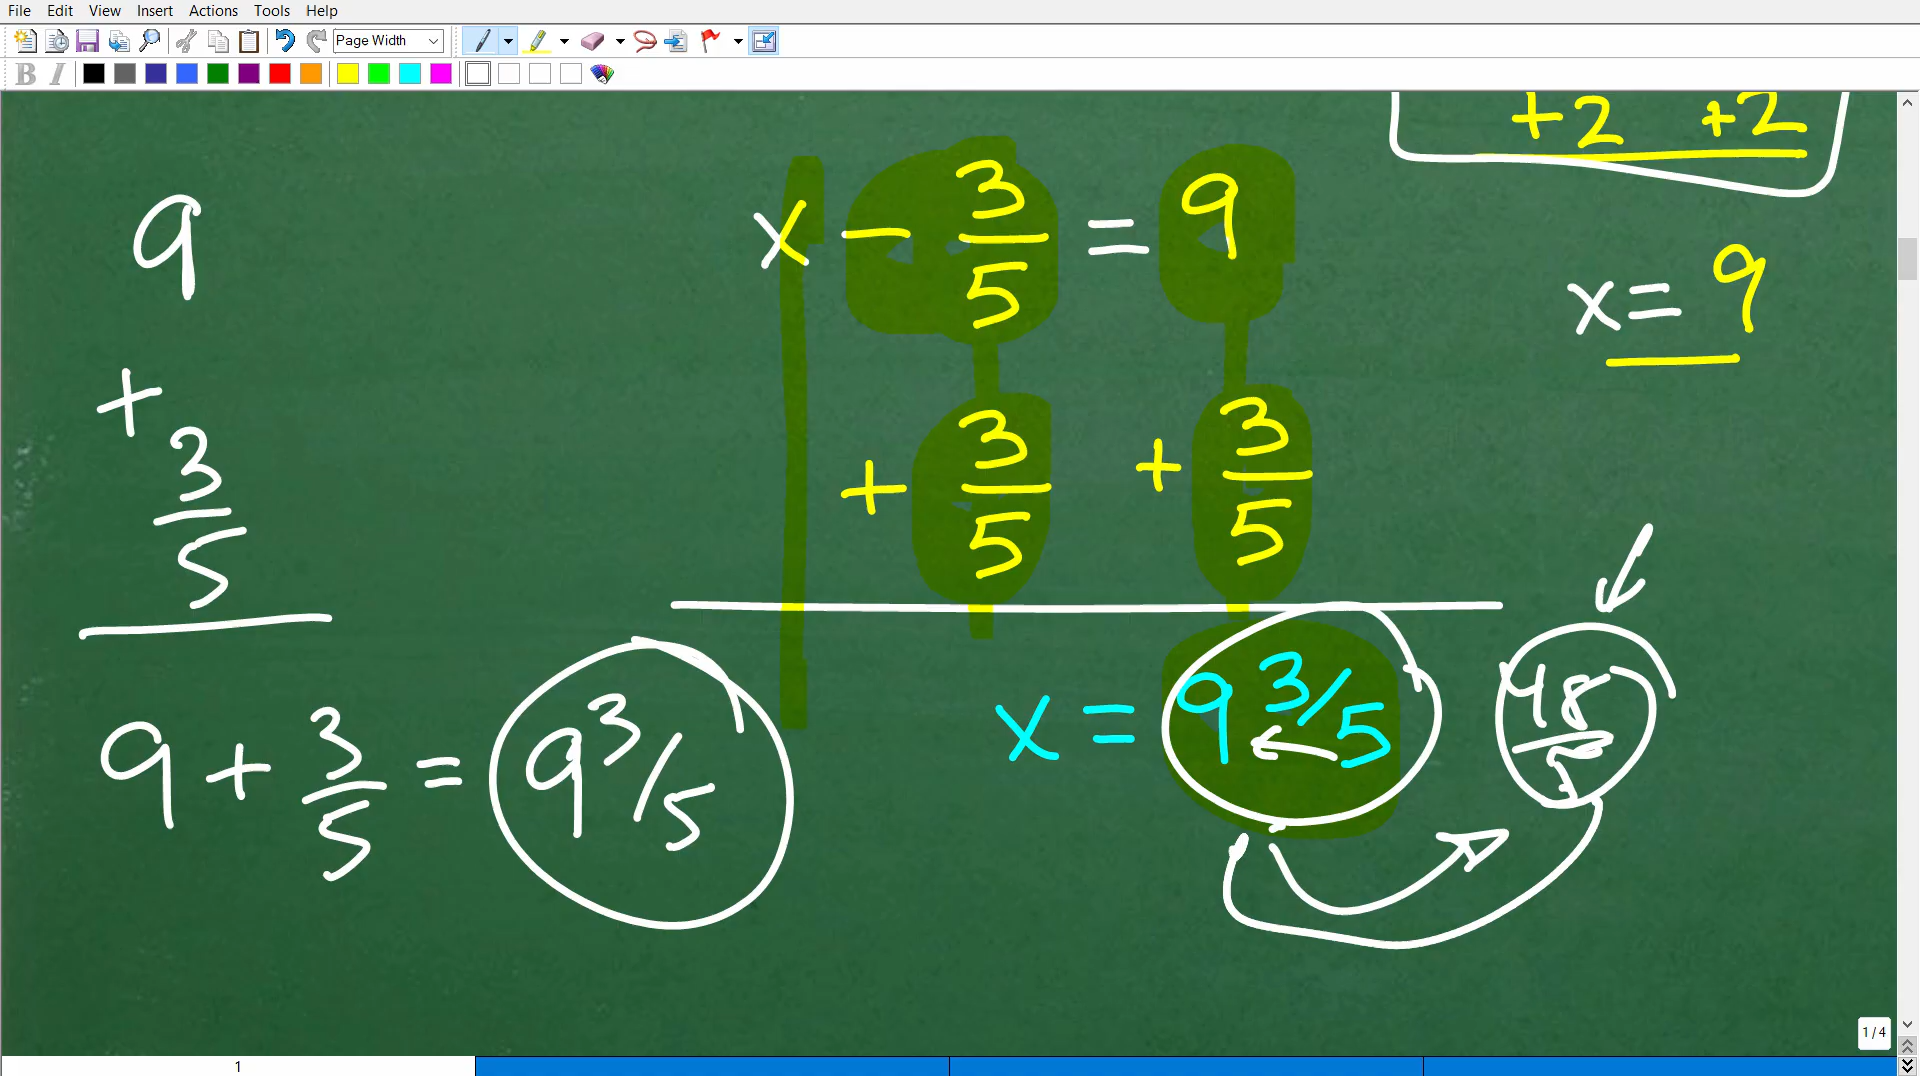 File Edit View Insert Actions Tools Help
Page Width
B I
+2 +2
x - 3/5 = 9
x = 9
+ 3/5 + 3/5
x = 9 3/5
48/5
9
+ 3/5
9 + 3/5 = 9 3/5
1 / 4
1